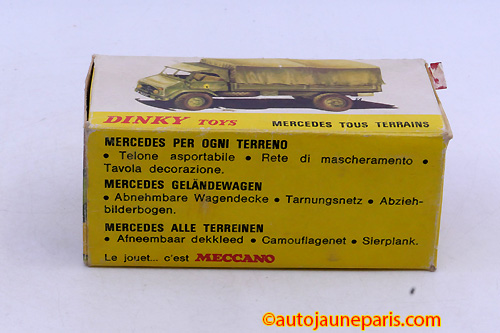 DINKY TOYS MERCEDES TOUS TERRAINS
MERCEDES PER OGNI TERRENO
• Telone asportabile • Rete di mascheramento •
Tavola decorazione.
MERCEDES GELÄNDEWAGEN
• Abnehmbare Wagendecke • Tarnungsnetz • Abzieh-
bilderbogen.
MERCEDES ALLE TERREINEN
• Afneembaar dekkleed • Camouflagenet • Sierplank.
Le jouet... c'est MECCANO
©autojauneparis.com